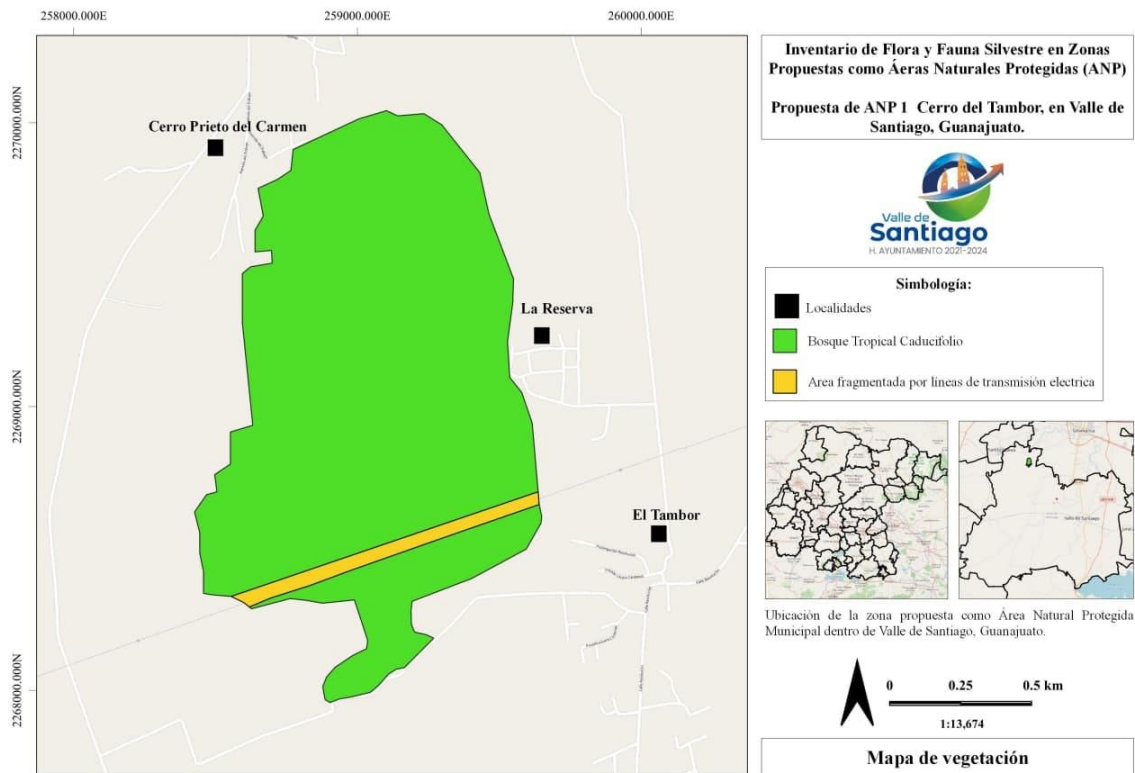 258000.000E
259000.000E
260000.000E
2270000.000N
2269000.000N
2268000.000N
Cerro Prieto del Carmen
La Reserva
El Tambor
Inventario de Flora y Fauna Silvestre en Zonas
Propuestas como Áeras Naturales Protegidas (ANP)
Propuesta de ANP 1 Cerro del Tambor, en Valle de
Santiago, Guanajuato.
Valle de
Santiago
H. AYUNTAMIENTO 2021-2024
Simbología:
Localidades
Bosque Tropical Caducifolio
Area fragmentada por líneas de transmisión electrica
Ubicación de la zona propuesta como Área Natural Protegida
Municipal dentro de Valle de Santiago, Guanajuato.
0 0.25 0.5 km
1:13,674
Mapa de vegetación